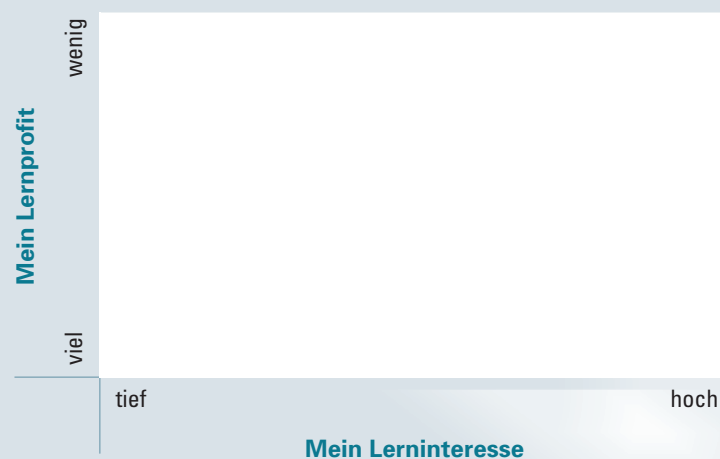 wenig
Mein Lernprofit
viel
tief
hoch
Mein Lerninteresse